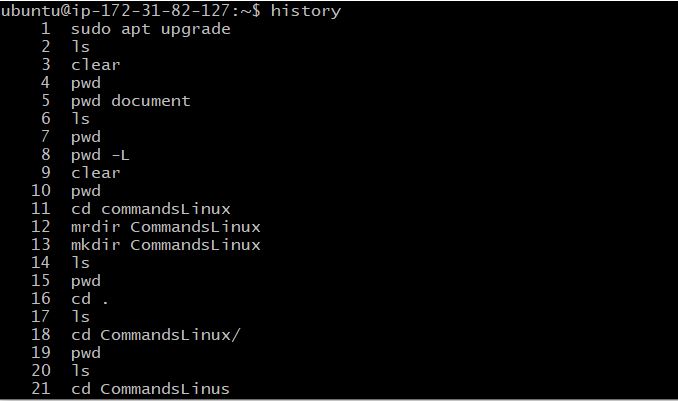 ubuntu@ip-172-31-82-127:~$ history
1 sudo apt upgrade
2 ls
3 clear
4 pwd
5 pwd document
6 ls
7 pwd
8 pwd -L
9 clear
10 pwd
11 cd commandsLinux
12 mrdir CommandsLinux
13 mkdir CommandsLinux
14 ls
15 pwd
16 cd .
17 ls
18 cd CommandsLinux/
19 pwd
20 ls
21 cd CommandsLinus